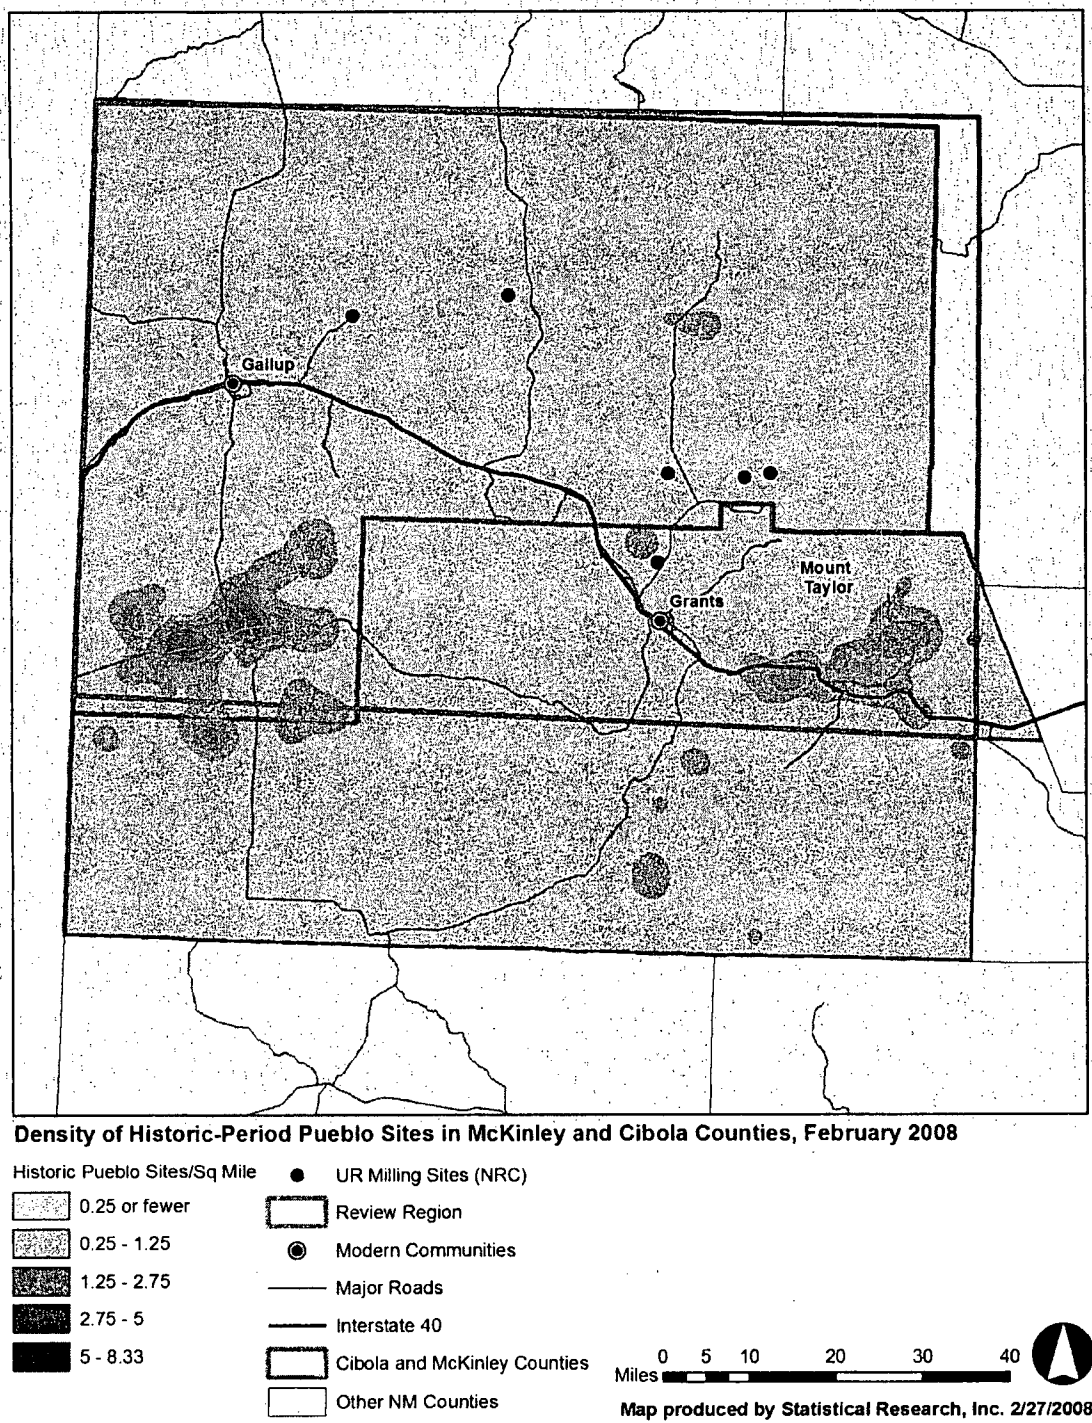 Gallup
Mount
Taylor
Grants
Density of Historic-Period Pueblo Sites in McKinley and Cibola Counties, February 2008
Historic Pueblo Sites/Sq Mile
0.25 or fewer
0.25 - 1.25
1.25 - 2.75
2.75 - 5
5 - 8.33
UR Milling Sites (NRC)
Review Region
Modern Communities
Major Roads
Interstate 40
Cibola and McKinley Counties
Other NM Counties
0 5 10 20 30 40
Miles
Map produced by Statistical Research, Inc. 2/27/2008